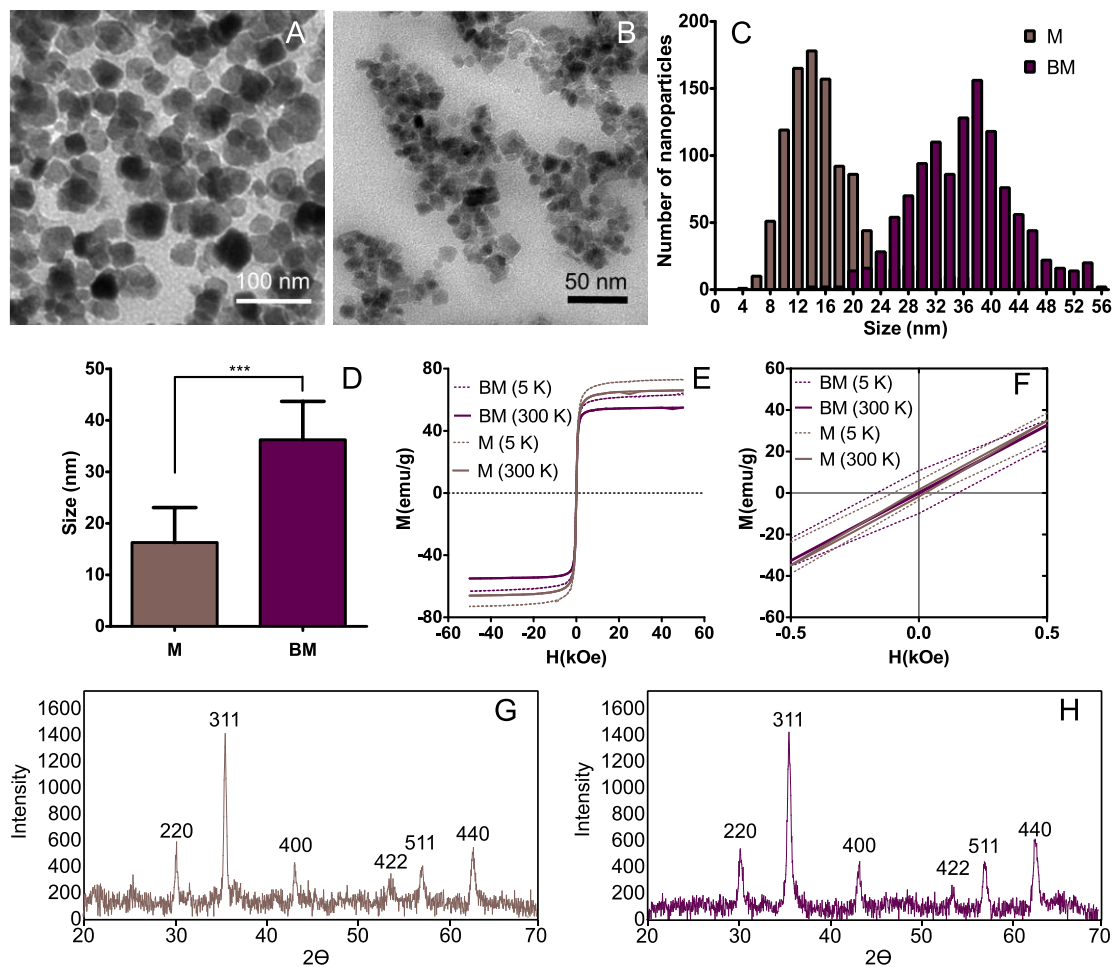 A
100 nm
B
50 nm
C
M
BM
Number of nanoparticles
200
150
100
50
0
0 4 8 12 16 20 24 28 32 36 40 44 48 52 56
Size (nm)
D
***
Size (nm)
50
40
30
20
10
0
M BM
E
BM (5 K)
BM (300 K)
M (5 K)
M (300 K)
M(emu/g)
80
40
0
-40
-80
-60 -40 -20 0 20 40 60
H(kOe)
F
BM (5 K)
BM (300 K)
M (5 K)
M (300 K)
M(emu/g)
60
40
20
0
-20
-40
-60
-0.5 0.0 0.5
H(kOe)
G
Intensity
1600
1400
1200
1000
800
600
400
200
0
220
311
400
422
511
440
20 30 40 50 60 70
2Θ
H
Intensity
1600
1400
1200
1000
800
600
400
200
0
220
311
400
422
511
440
20 30 40 50 60 70
2Θ